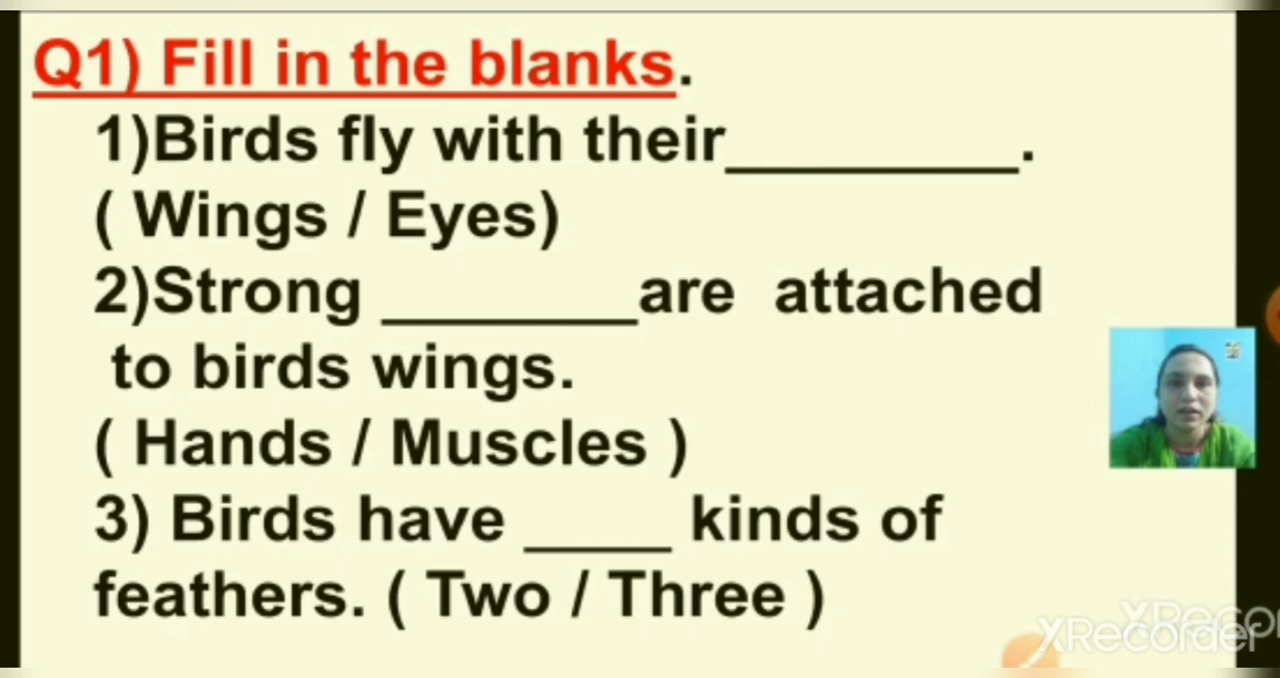 Q1) Fill in the blanks.
1)Birds fly with their_________.
( Wings / Eyes)
2)Strong ________are attached
to birds wings.
( Hands / Muscles )
3) Birds have _____ kinds of
feathers. ( Two / Three )
XRecorder
XRecor